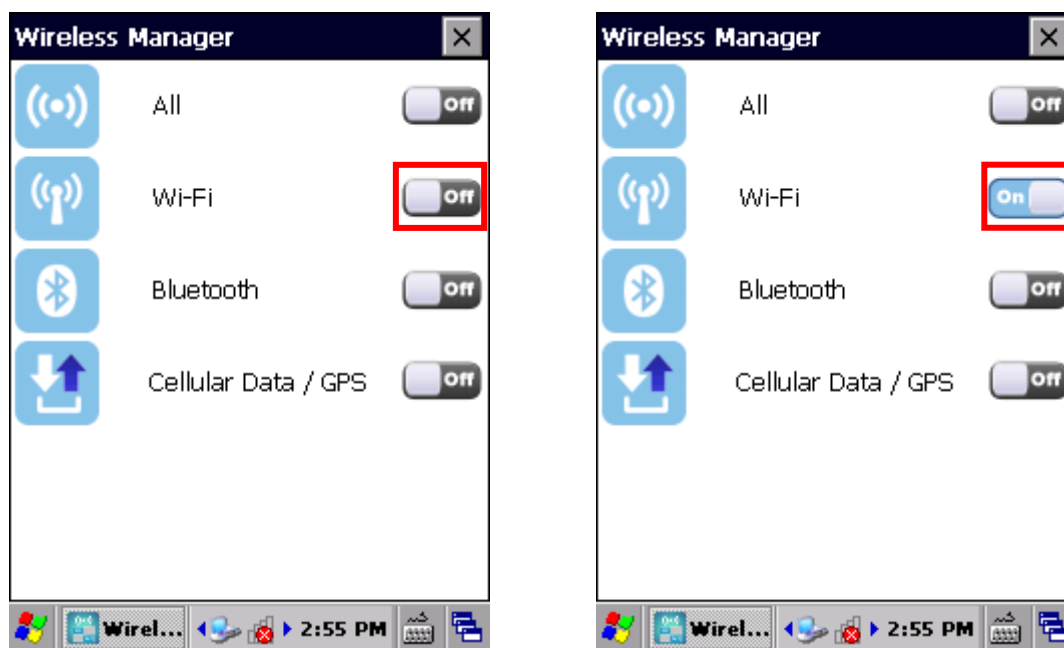 Wireless Manager
All Off
Wi-Fi Off
Bluetooth Off
Cellular Data / GPS Off
Wirel... 2:55 PM
Wireless Manager
All Off
Wi-Fi On
Bluetooth Off
Cellular Data / GPS Off
Wirel... 2:55 PM